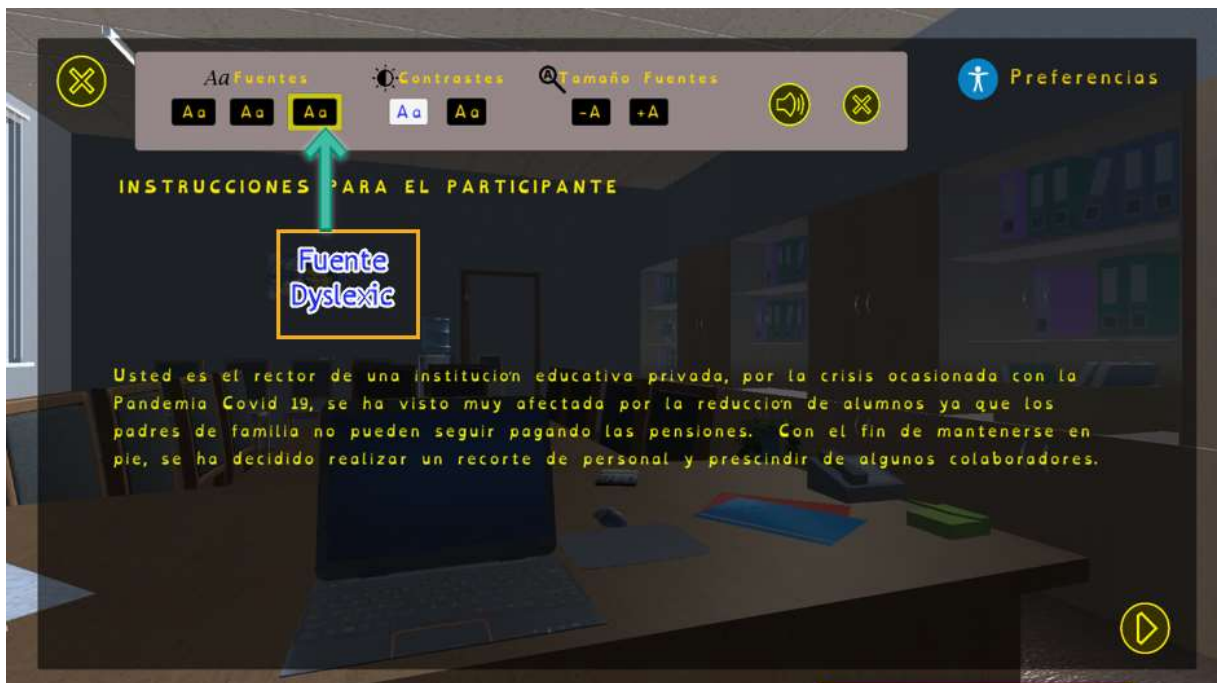 Aa Fuentes Contrastes A Tamaño Fuentes
Preferencias
Aa Aa Aa Aa Aa -A +A
INSTRUCCIONES PARA EL PARTICIPANTE
Fuente
Dyslexic
Usted es el rector de una institución educativa privada, por la crisis ocasionada con la
Pandemia Covid 19, se ha visto muy afectada por la reducción de alumnos ya que los
padres de familia no pueden seguir pagando las pensiones. Con el fin de mantenerse en
pie, se ha decidido realizar un recorte de personal y prescindir de algunos colaboradores.